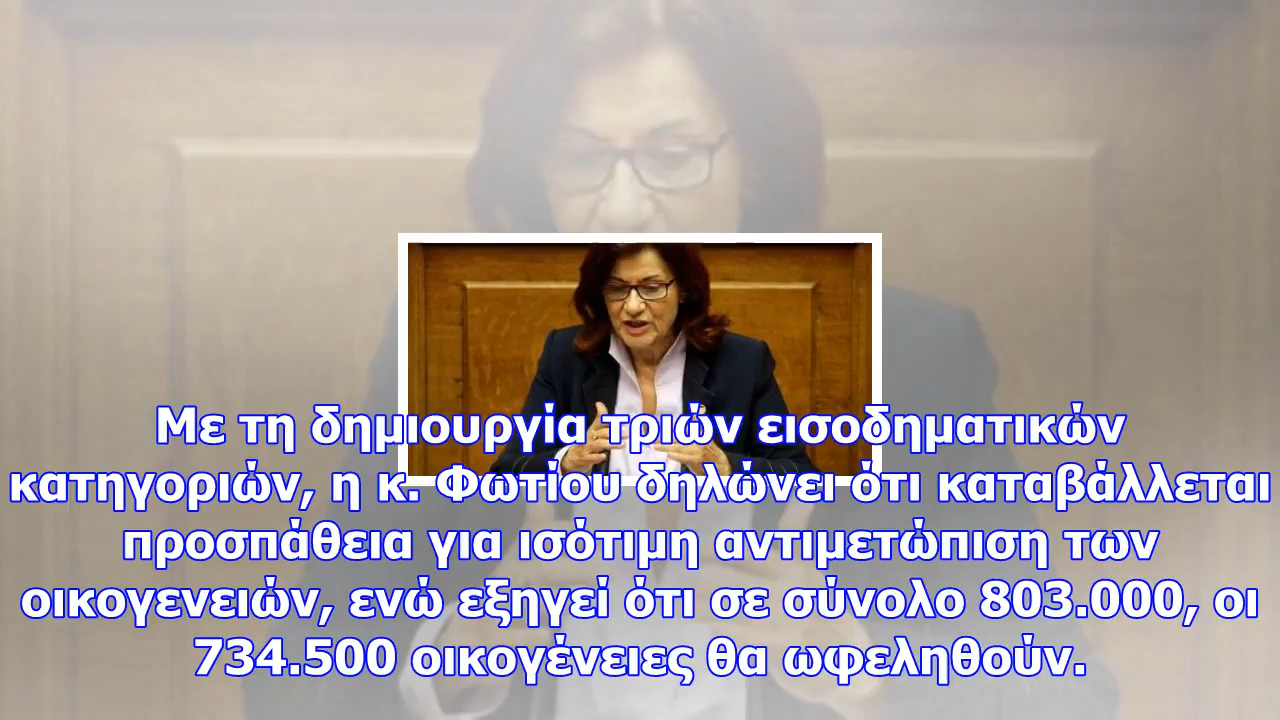 Με τη δημιουργία τριών εισοδηματικών
κατηγοριών, η κ. Φωτίου δηλώνει ότι καταβάλλεται
προσπάθεια για ισότιμη αντιμετώπιση των
οικογενειών, ενώ εξηγεί ότι σε σύνολο 803.000, οι
734.500 οικογένειες θα ωφεληθούν.